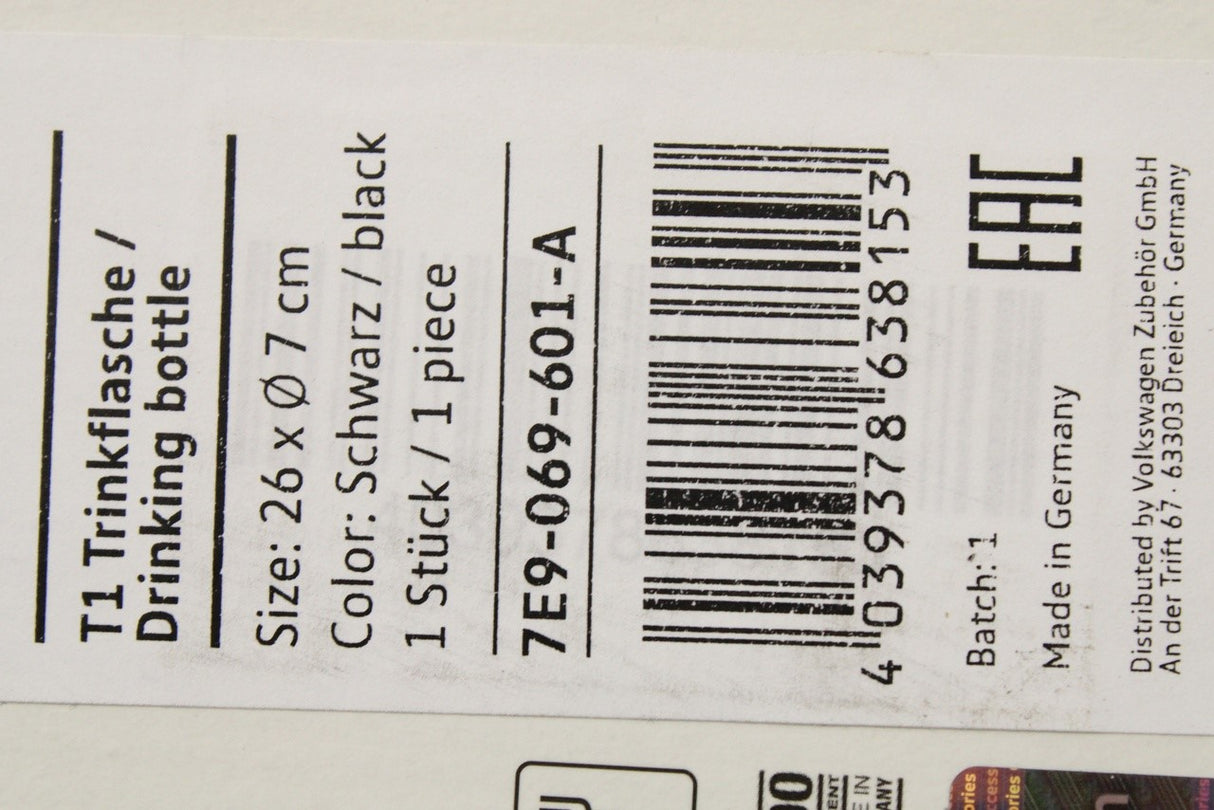 T1 Trinkflasche /
Drinking bottle
Size: 26 x Ø 7 cm
Color: Schwarz / black
1 Stück / 1 piece
7E9-069-601-A
4 039378 638153
Batch: 1
EAC
Made in Germany
Distributed by Volkswagen Zubehör GmbH
An der Trift 67 · 63303 Dreieich · Germany